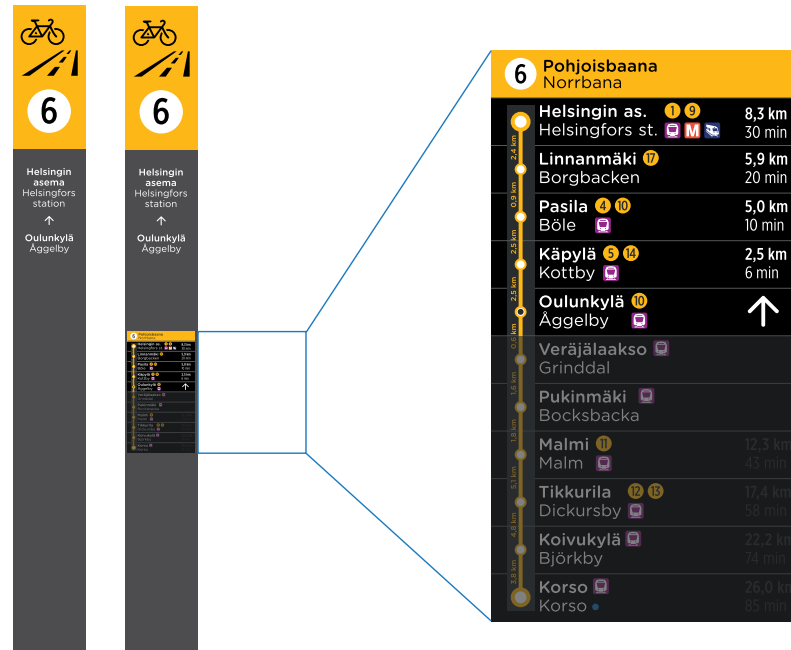 6
Helsingin
asema
Helsingfors
station
↑
Oulunkylä
Åggelby
6
Helsingin
asema
Helsingfors
station
↑
Oulunkylä
Åggelby
6 Pohjoisbaana
Norrbana
Helsingin as. 1 9 8,3 km
Helsingfors st. M 30 min
2,4 km
Linnanmäki 17 5,9 km
Borgbacken 20 min
0,9 km
Pasila 4 10 5,0 km
Böle 10 min
2,5 km
Käpylä 5 14 2,5 km
Kottby 6 min
2,5 km
Oulunkylä 10 ↑
Åggelby
0,6 km
Veräjälaakso
Grinddal
1,6 km
Pukinmäki
Bocksbacka
1,8 km
Malmi 11 12,3 km
Malm 43 min
5,1 km
Tikkurila 12 13 17,4 km
Dickursby 58 min
4,8 km
Koivukylä 22,2 km
Björkby 74 min
3,8 km
Korso 26,0 km
Korso 85 min